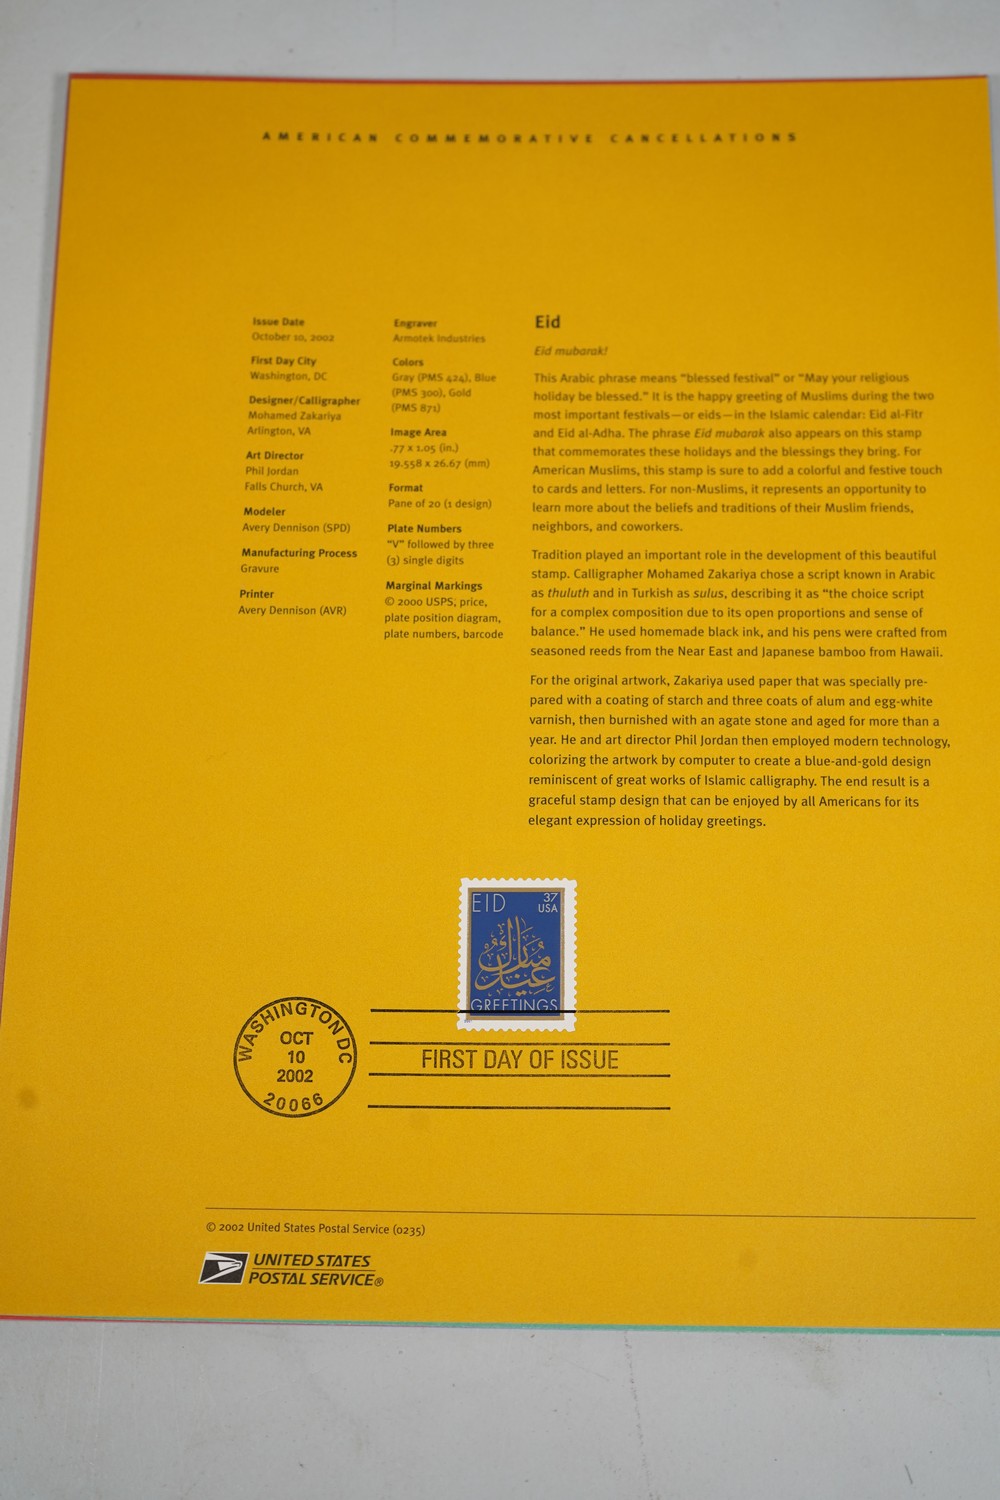 AMERICAN COMMEMORATIVE CANCELLATIONS
Issue Date
October 10, 2002
First Day City
Washington, DC
Designer/Calligrapher
Mohamed Zakariya
Arlington, VA
Art Director
Phil Jordan
Falls Church, VA
Modeler
Avery Dennison (SPD)
Manufacturing Process
Gravure
Printer
Avery Dennison (AVR)
Engraver
Armotek Industries
Colors
Gray (PMS 424), Blue
(PMS 300), Gold
(PMS 871)
Image Area
.77 x 1.05 (in.)
19.558 x 26.67 (mm)
Format
Pane of 20 (1 design)
Plate Numbers
"V" followed by three
(3) single digits
Marginal Markings
© 2000 USPS, price,
plate position diagram,
plate numbers, barcode
Eid
Eid mubarak!
This Arabic phrase means "blessed festival" or "May your religious
holiday be blessed." It is the happy greeting of Muslims during the two
most important festivals—or eids—in the Islamic calendar: Eid al-Fitr
and Eid al-Adha. The phrase Eid mubarak also appears on this stamp
that commemorates these holidays and the blessings they bring. For
American Muslims, this stamp is sure to add a colorful and festive touch
to cards and letters. For non-Muslims, it represents an opportunity to
learn more about the beliefs and traditions of their Muslim friends,
neighbors, and coworkers.
Tradition played an important role in the development of this beautiful
stamp. Calligrapher Mohamed Zakariya chose a script known in Arabic
as thuluth and in Turkish as sulus, describing it as "the choice script
for a complex composition due to its open proportions and sense of
balance." He used homemade black ink, and his pens were crafted from
seasoned reeds from the Near East and Japanese bamboo from Hawaii.
For the original artwork, Zakariya used paper that was specially pre-
pared with a coating of starch and three coats of alum and egg-white
varnish, then burnished with an agate stone and aged for more than a
year. He and art director Phil Jordan then employed modern technology,
colorizing the artwork by computer to create a blue-and-gold design
reminiscent of great works of Islamic calligraphy. The end result is a
graceful stamp design that can be enjoyed by all Americans for its
elegant expression of holiday greetings.
EID
37
USA
عيد مبارك
GREETINGS
WASHINGTON DC
OCT
10
2002
20066
FIRST DAY OF ISSUE
© 2002 United States Postal Service (0235)
UNITED STATES
POSTAL SERVICE®